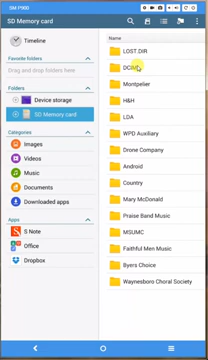 SM P900
SD Memory card
Timeline
Favorite folders
Drag and drop folders here
Folders
Device storage
SD Memory card
Categories
Images
Videos
Music
Documents
Downloaded apps
Apps
S Note
Office
Dropbox
Name
LOST.DIR
DCIM
Montpelier
H&H
LDA
WPD Auxiliary
Drone Company
Android
Country
Mary McDonald
Praise Band Music
MSUMC
Faithful Men Music
Byers Choice
Waynesboro Choral Society